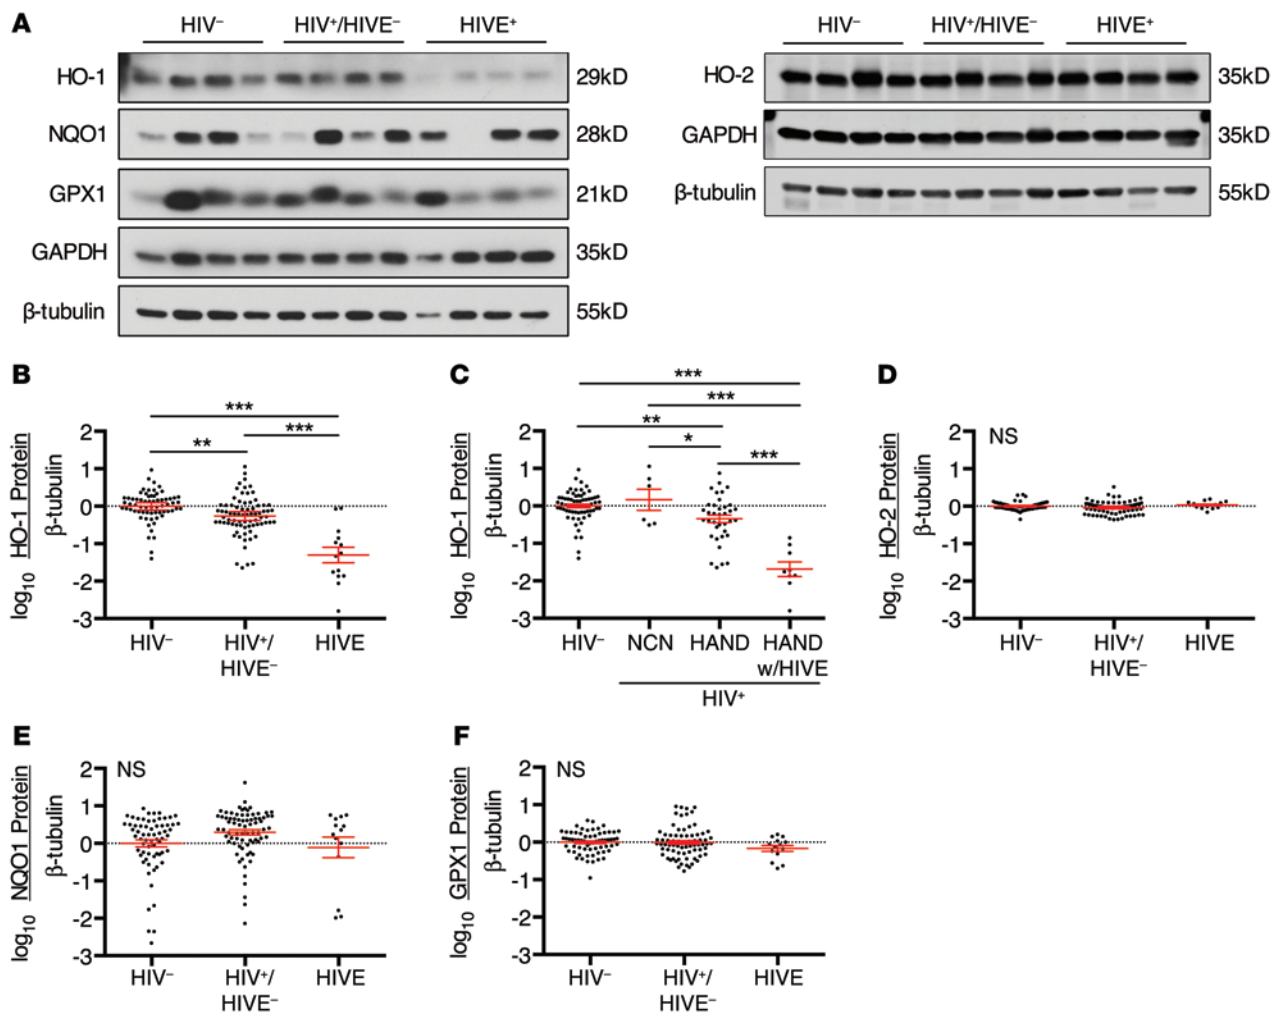 A
HIV⁻ HIV⁺/HIVE⁻ HIVE⁺
HO-1 29kD
NQO1 28kD
GPX1 21kD
GAPDH 35kD
β-tubulin 55kD
HIV⁻ HIV⁺/HIVE⁻ HIVE⁺
HO-2 35kD
GAPDH 35kD
β-tubulin 55kD
B
log₁₀ HO-1 Protein
β-tubulin
*** 
***
**
2
1
0
-1
-2
-3
HIV⁻ HIV⁺/ HIVE
HIVE⁻
C
log₁₀ HO-1 Protein
β-tubulin
***
***
**
*
***
2
1
0
-1
-2
-3
HIV⁻ NCN HAND HAND
w/HIVE
HIV⁺
D
log₁₀ HO-2 Protein
β-tubulin
NS
2
1
0
-1
-2
-3
HIV⁻ HIV⁺/ HIVE
HIVE⁻
E
log₁₀ NQO1 Protein
β-tubulin
NS
2
1
0
-1
-2
-3
HIV⁻ HIV⁺/ HIVE
HIVE⁻
F
log₁₀ GPX1 Protein
β-tubulin
NS
2
1
0
-1
-2
-3
HIV⁻ HIV⁺/ HIVE
HIVE⁻